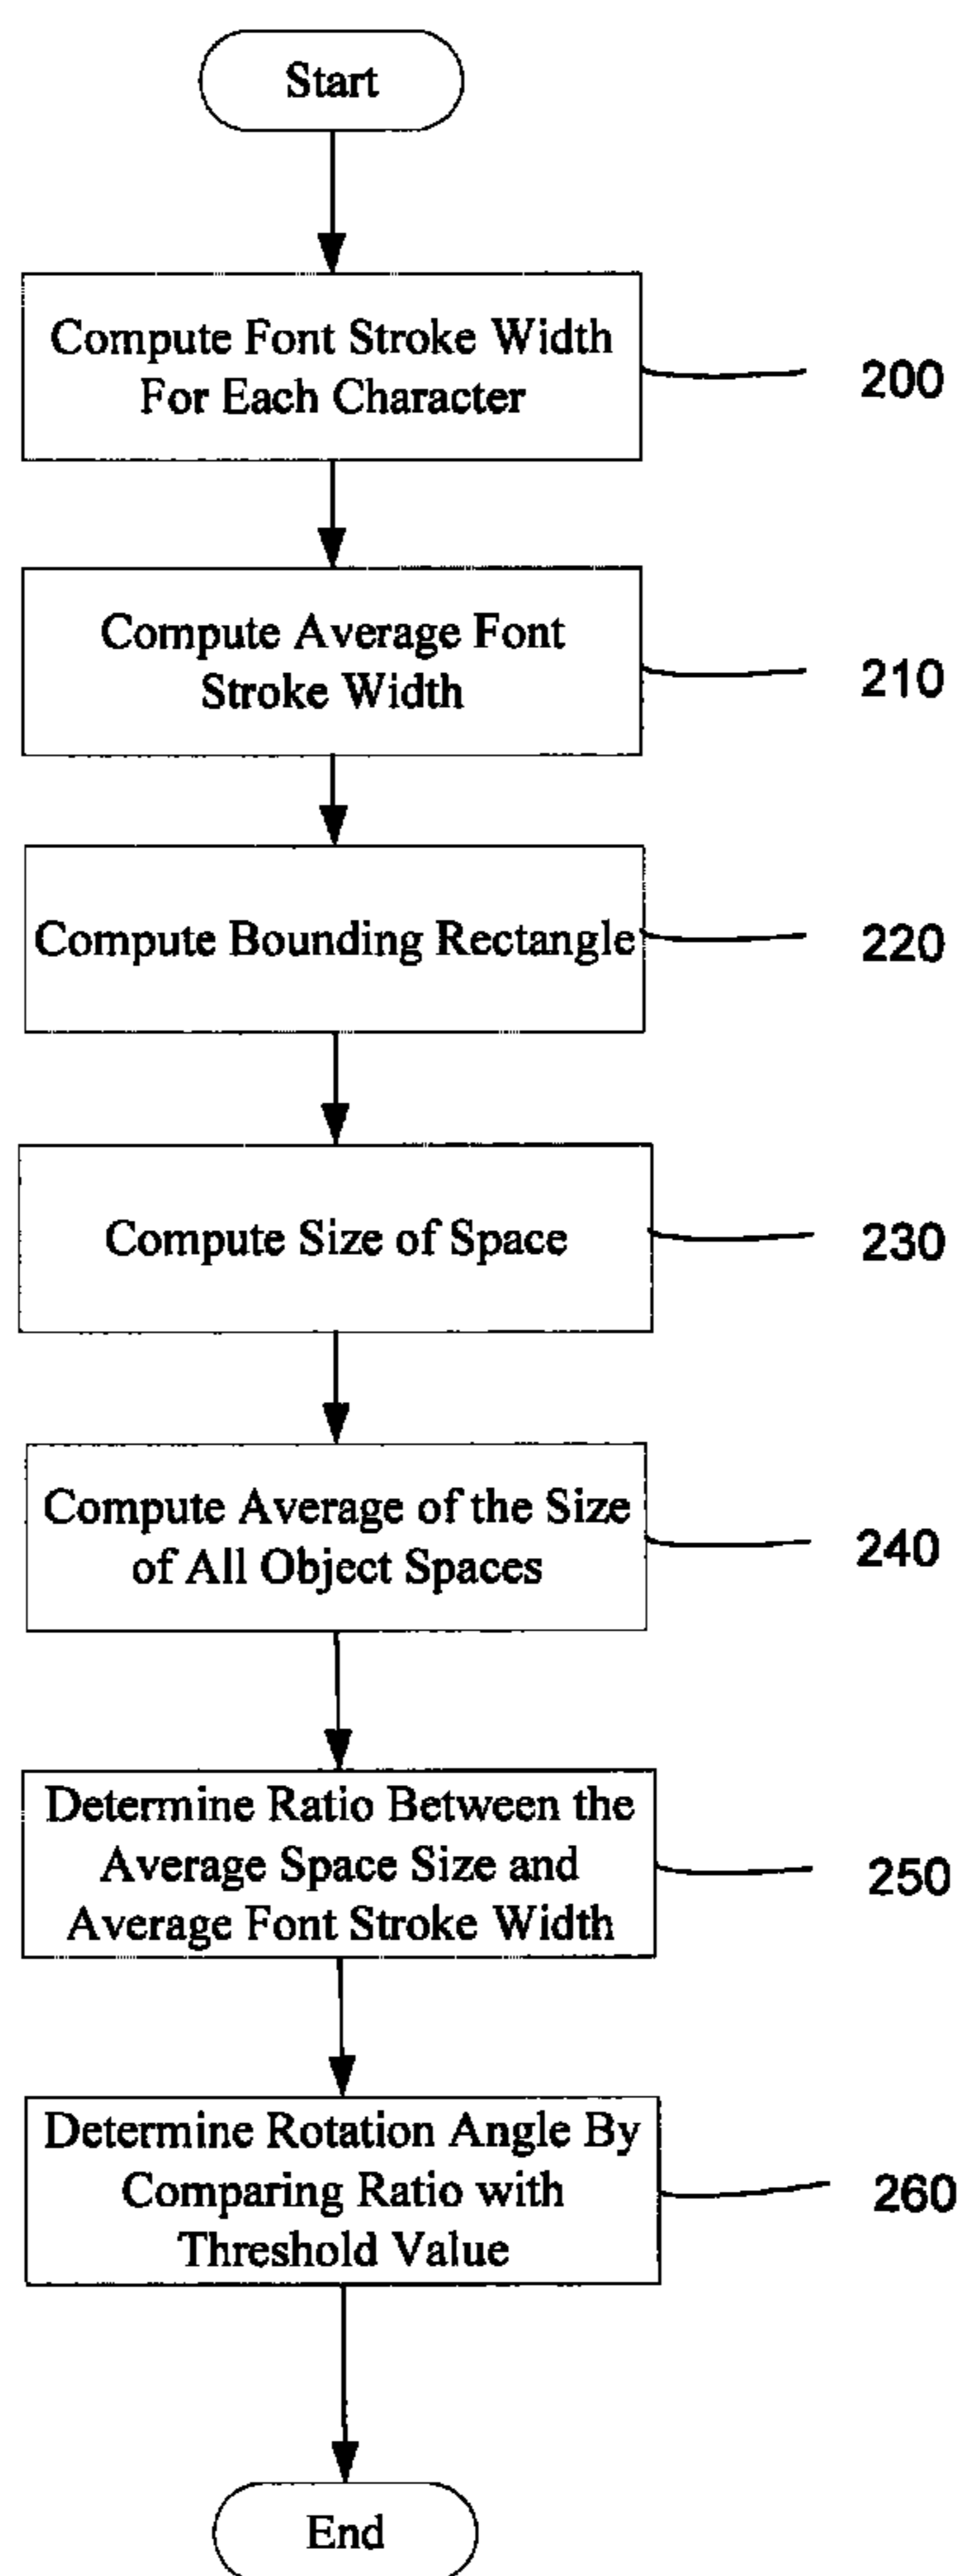 Start
Compute Font Stroke Width
For Each Character
200
Compute Average Font
Stroke Width
210
Compute Bounding Rectangle
220
Compute Size of Space
230
Compute Average of the Size
of All Object Spaces
240
Determine Ratio Between the
Average Space Size and
Average Font Stroke Width
250
Determine Rotation Angle By
Comparing Ratio with
Threshold Value
260
End